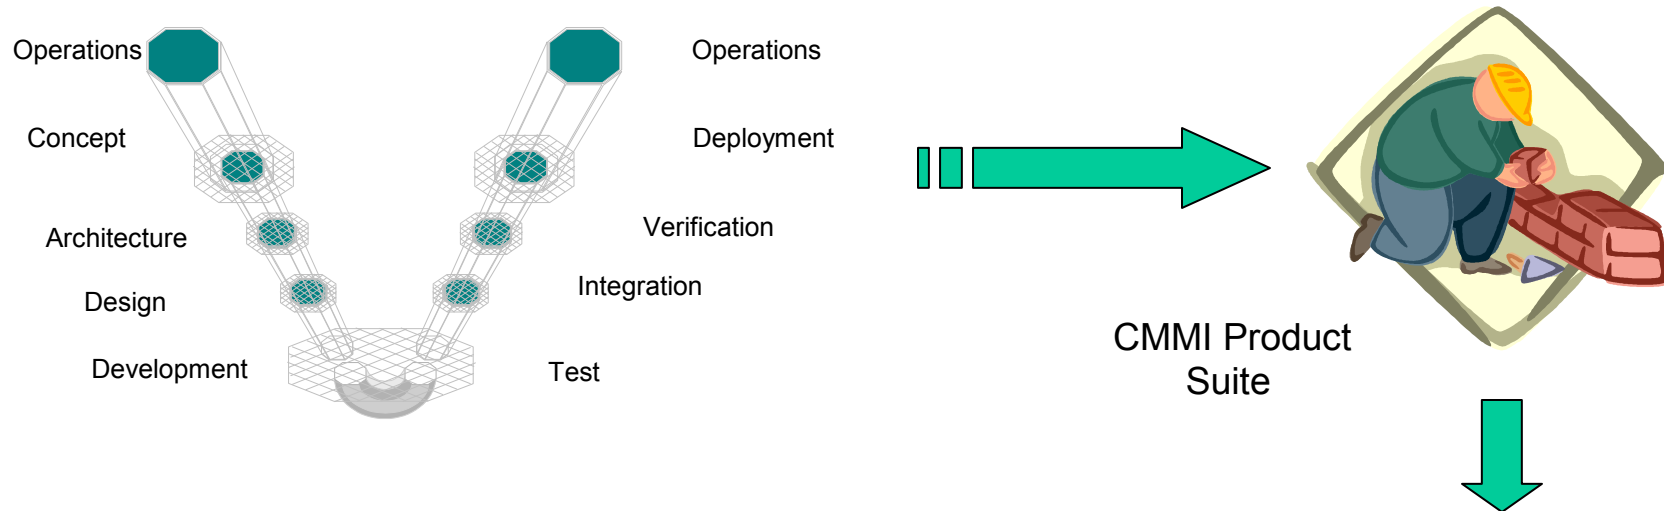 Operations
Operations
Concept
Deployment
Architecture
Verification
Design
Integration
Development
Test
CMMI Product
Suite